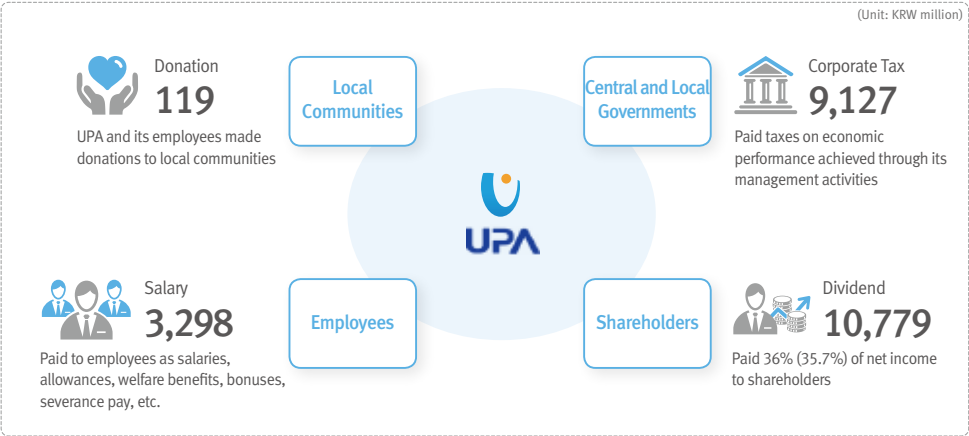 (Unit: KRW million)
Donation
119
UPA and its employees made
donations to local communities
Local
Communities
Central and Local
Governments
Corporate Tax
9,127
Paid taxes on economic
performance achieved through its
management activities
UPA
Salary
3,298
Paid to employees as salaries,
allowances, welfare benefits, bonuses,
severance pay, etc.
Employees
Shareholders
Dividend
10,779
Paid 36% (35.7%) of net income
to shareholders